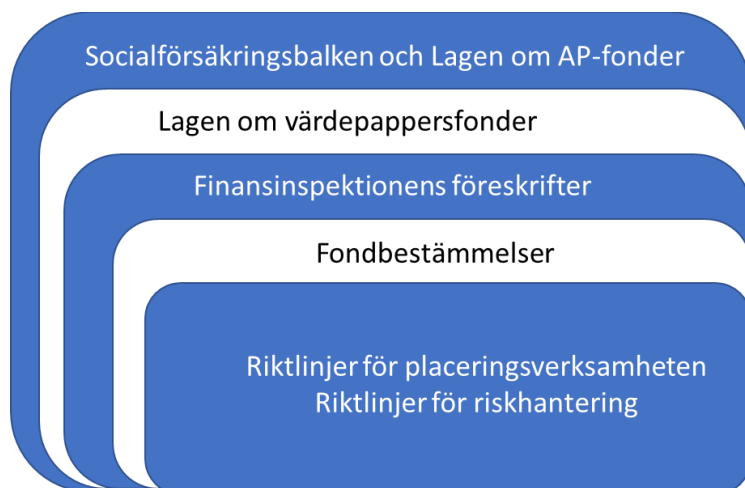 Socialförsäkringsbalken och Lagen om AP-fonder
Lagen om värdepappersfonder
Finansinspektionens föreskrifter
Fondbestämmelser
Riktlinjer för placeringsverksamheten
Riktlinjer för riskhantering